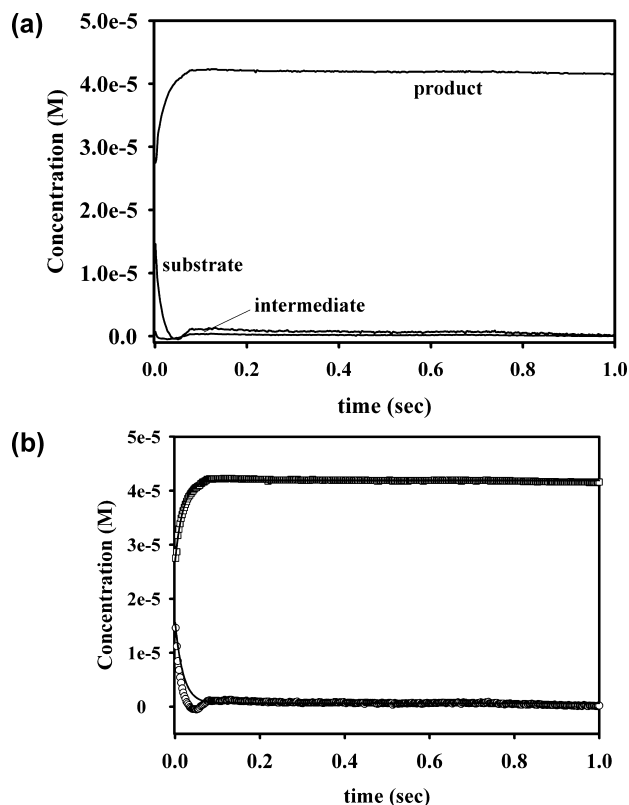 (a)
5.0e-5
4.0e-5
3.0e-5
2.0e-5
1.0e-5
0.0
Concentration (M)
product
substrate
intermediate
0.0 0.2 0.4 0.6 0.8 1.0
time (sec)
(b)
5e-5
4e-5
3e-5
2e-5
1e-5
0
Concentration (M)
0.0 0.2 0.4 0.6 0.8 1.0
time (sec)